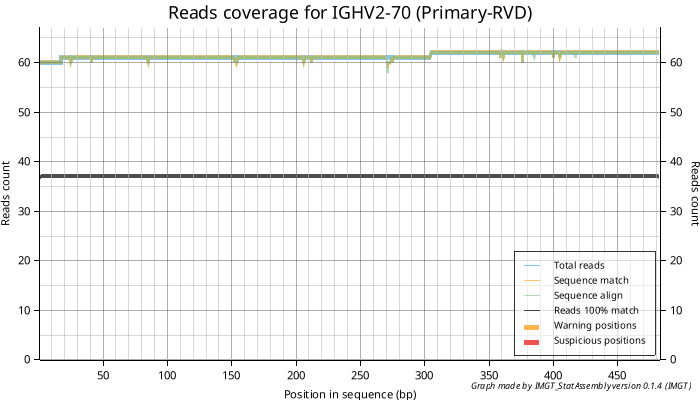 Reads coverage for IGHV2-70 (Primary-RVD)
60 60
50 50
40 40
30 30
20 20
10 10
0 0
Reads count
Reads count
Total reads
Sequence match
Sequence align
Reads 100% match
Warning positions
Suspicious positions
50 100 150 200 250 300 350 400 450
Position in sequence (bp)
Graph made by IMGT_StatAssembly version 0.1.4 (IMGT)